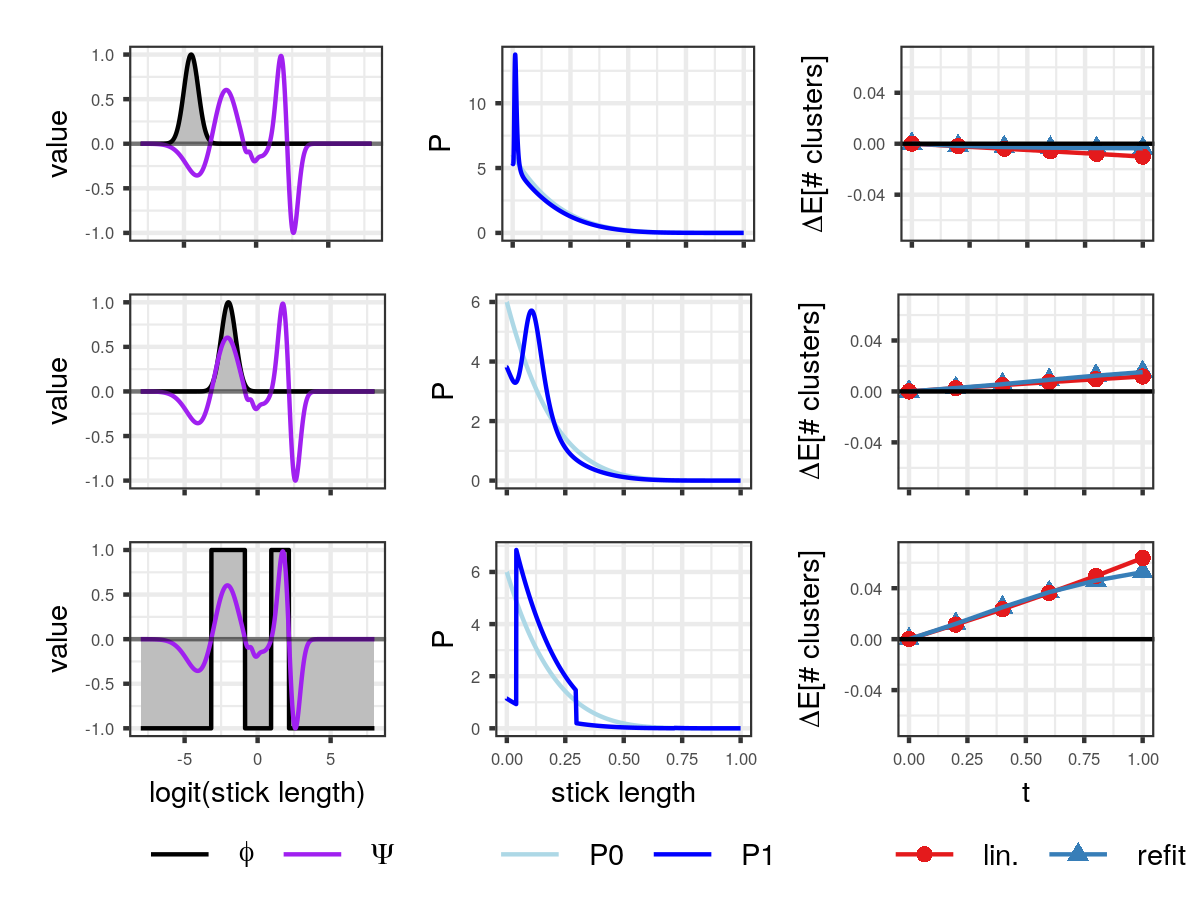 value
1.0
0.5
0.0
-0.5
-1.0
P
10
5
0
ΔE[# clusters]
0.04
0.00
-0.04
value
1.0
0.5
0.0
-0.5
-1.0
P
6
4
2
0
ΔE[# clusters]
0.04
0.00
-0.04
value
1.0
0.5
0.0
-0.5
-1.0
-5 0 5
logit(stick length)
P
6
4
2
0
0.00 0.25 0.50 0.75 1.00
stick length
ΔE[# clusters]
0.04
0.00
-0.04
0.00 0.25 0.50 0.75 1.00
t
ϕ Ψ
P0 P1
lin. refit